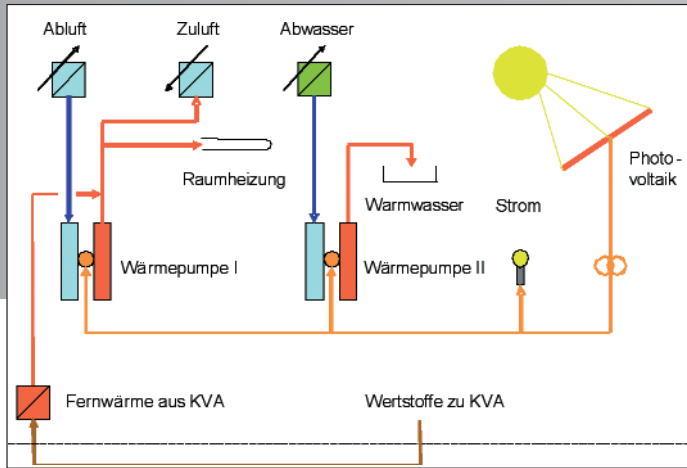 Abluft
Zuluft
Abwasser
Photo-
voltaik
Raumheizung
Warmwasser
Strom
Wärmepumpe I
Wärmepumpe II
Fernwärme aus KVA
Wertstoffe zu KVA